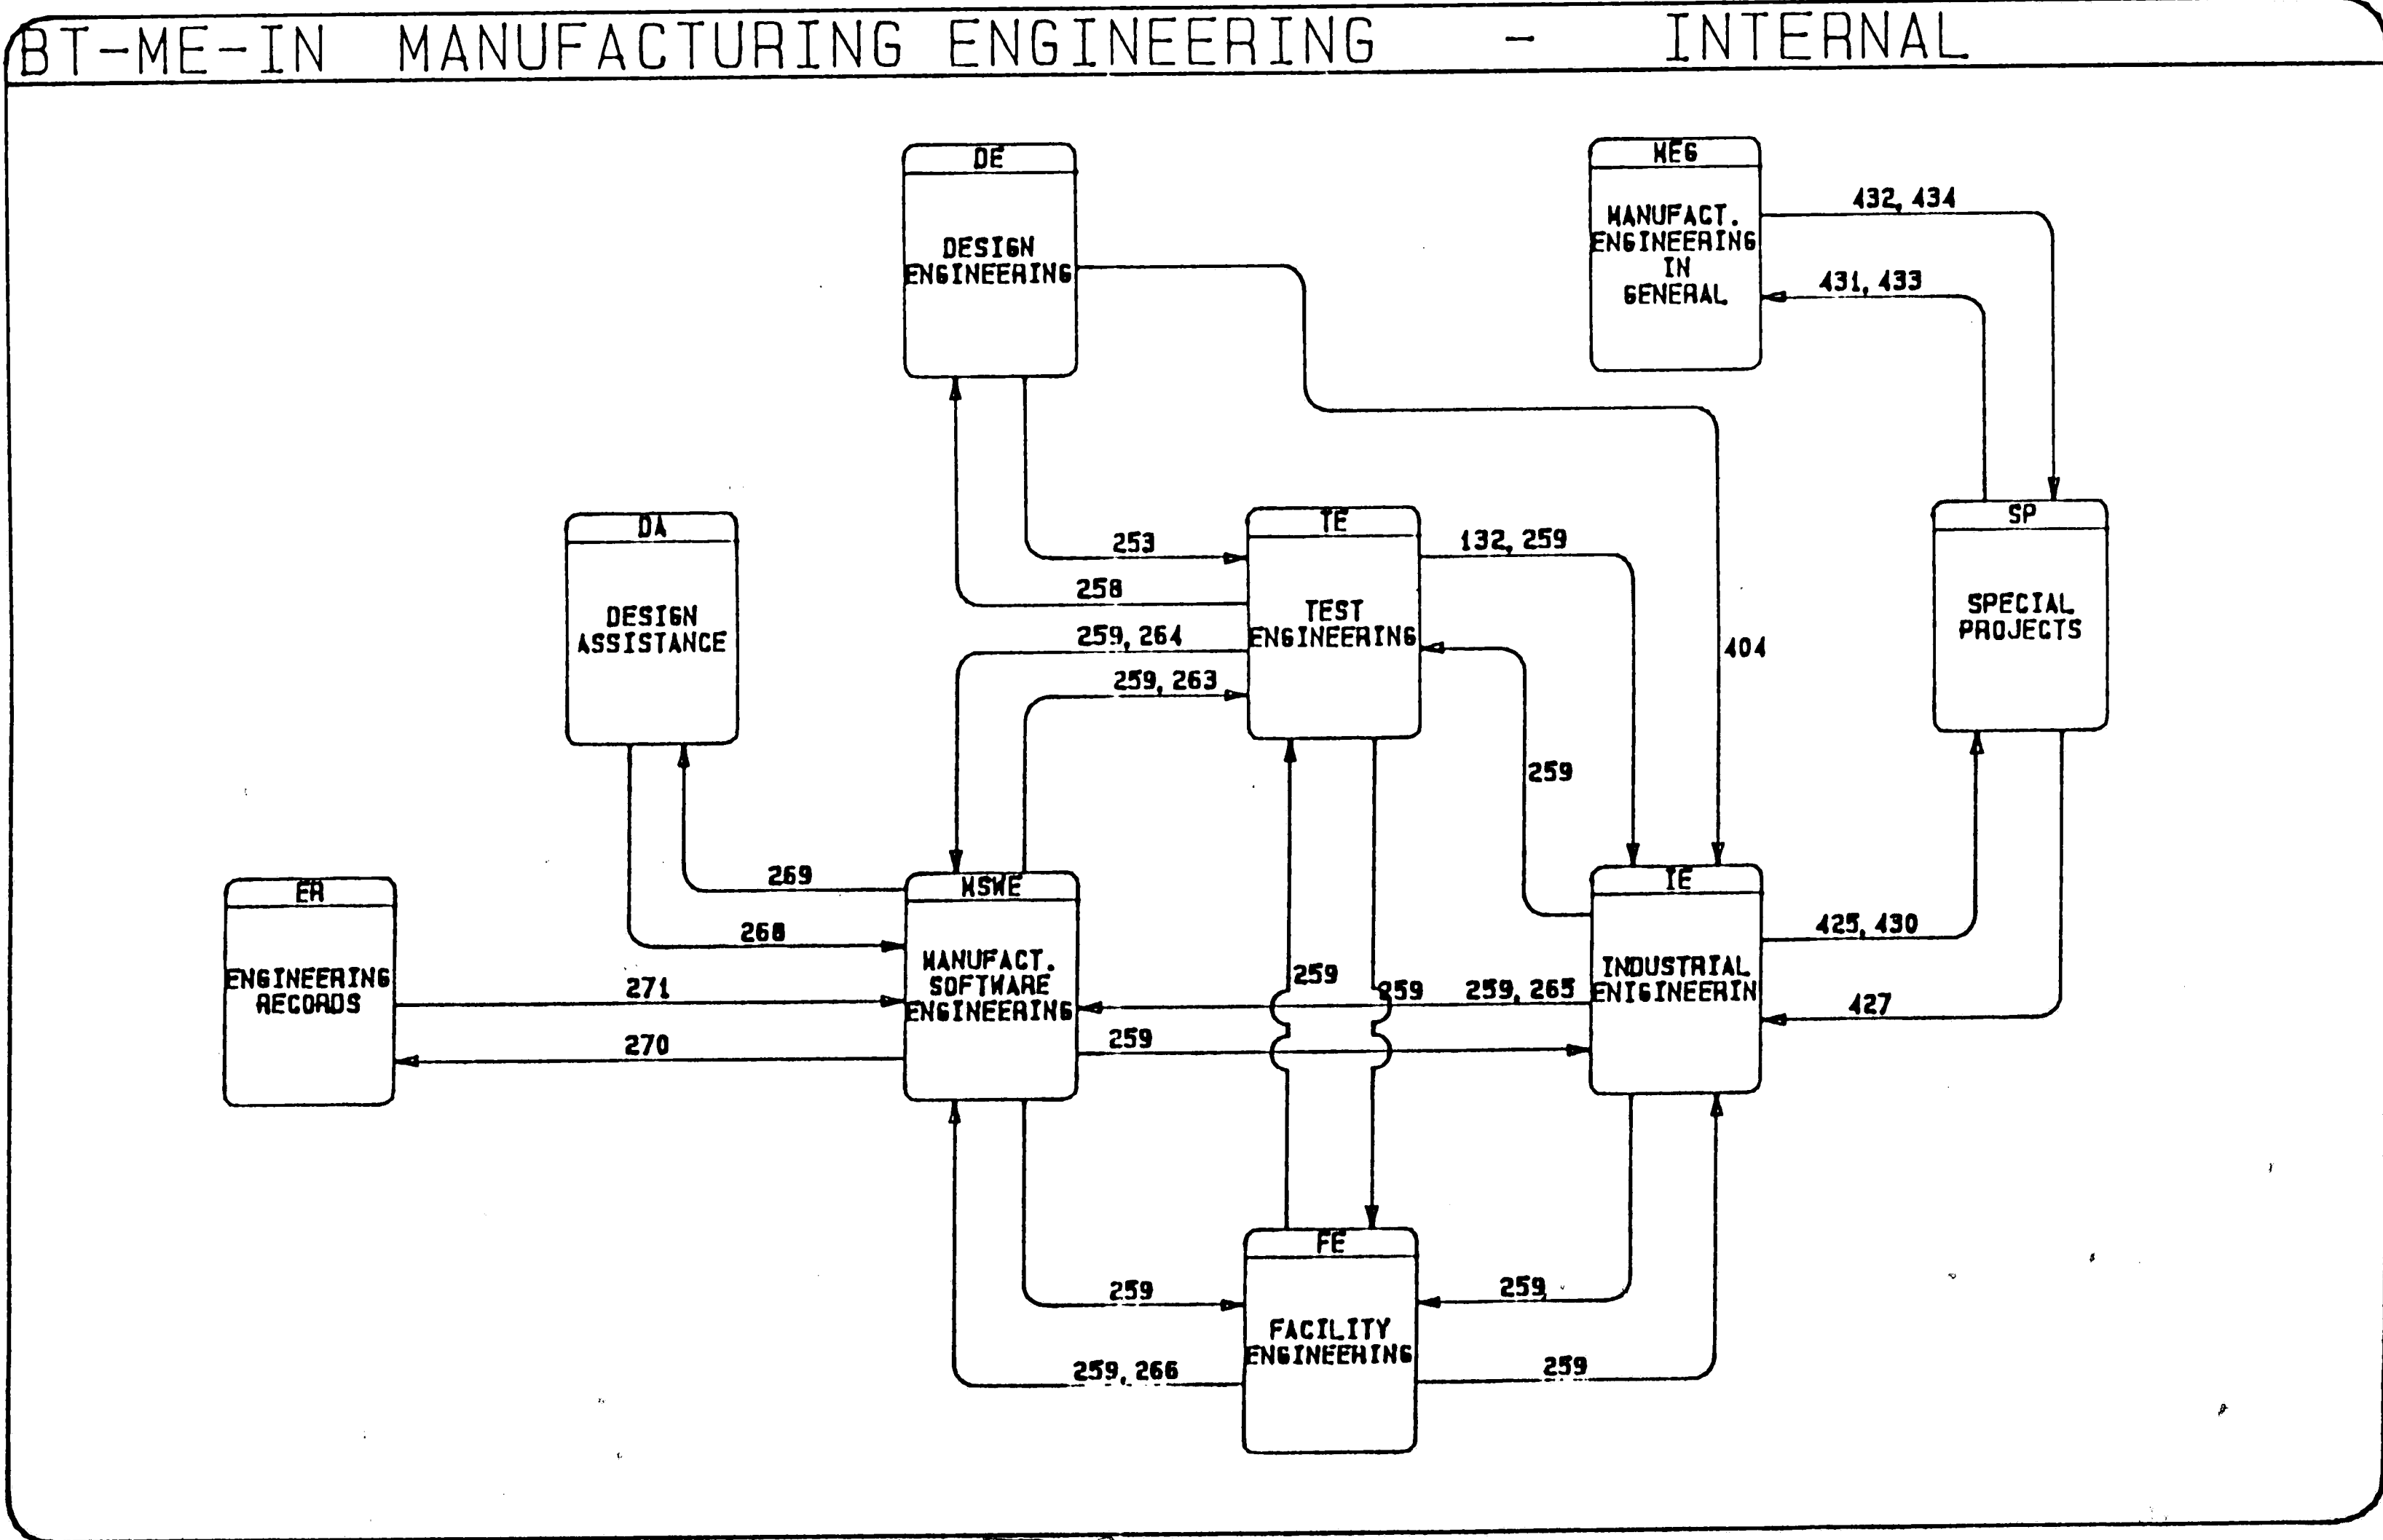 BT-ME-IN MANUFACTURING ENGINEERING - INTERNAL
DE
DESIGN
ENGINEERING
MEG
MANUFACT.
ENGINEERING
IN
GENERAL
432, 434
431, 433
DA
DESIGN
ASSISTANCE
253
258
259, 264
259, 263
TE
TEST
ENGINEERING
132, 259
404
259
SP
SPECIAL
PROJECTS
ER
ENGINEERING
RECORDS
269
268
271
270
MSWE
MANUFACT.
SOFTWARE
ENGINEERING
259
259
259, 265
259
IE
INDUSTRIAL
ENIGINEERIN
425, 430
427
259
259, 266
FE
FACILITY
ENGINEERING
259
259